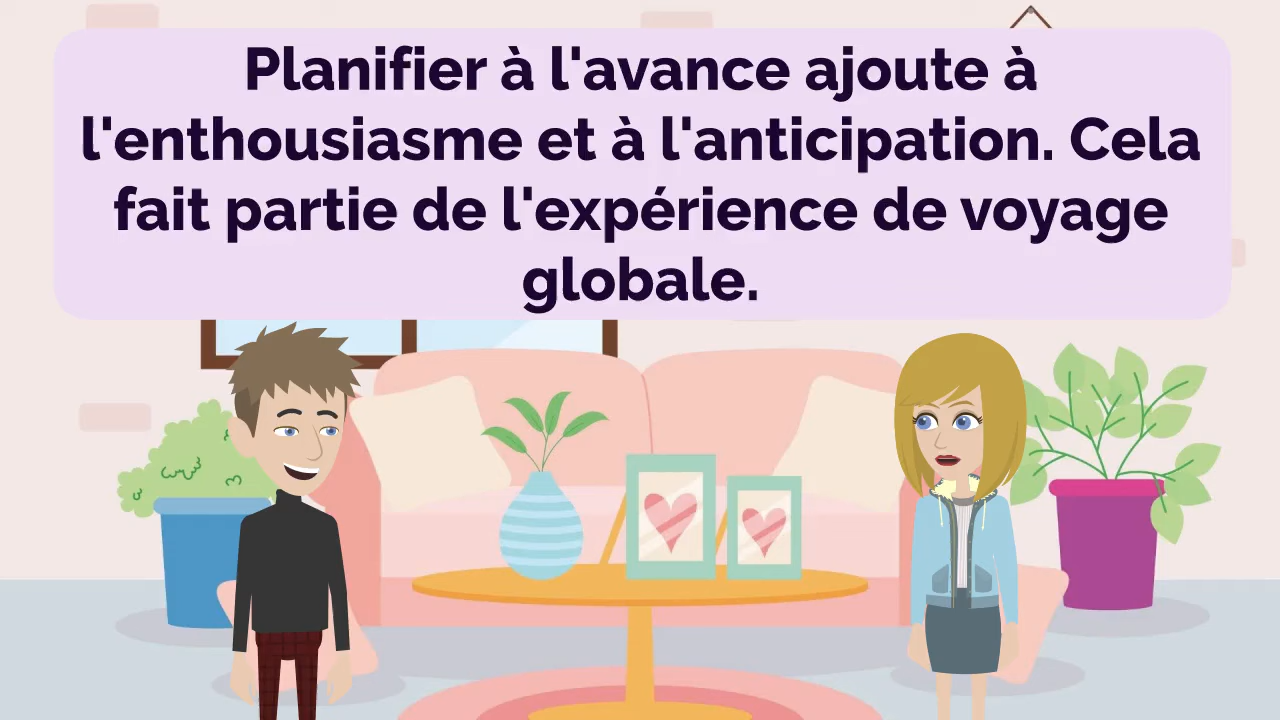 Planifier à l'avance ajoute à
l'enthousiasme et à l'anticipation. Cela
fait partie de l'expérience de voyage
globale.